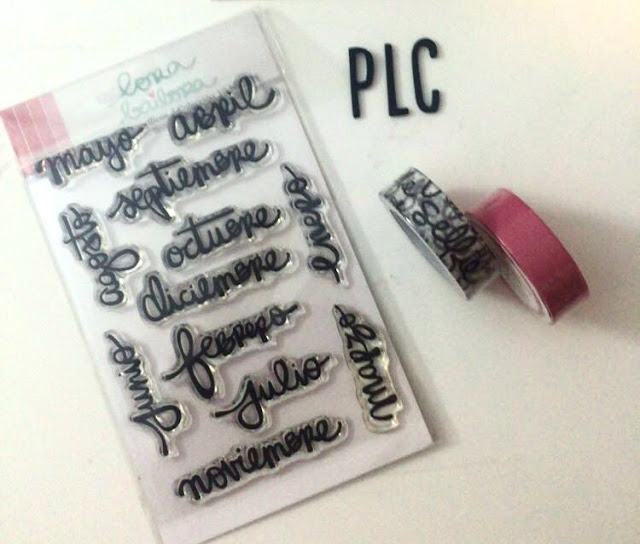 Lora
Bailora
PLC
mayo
abril
septiembre
agosto
octubre
enero
diciembre
febrero
junio
julio
marzo
noviembre